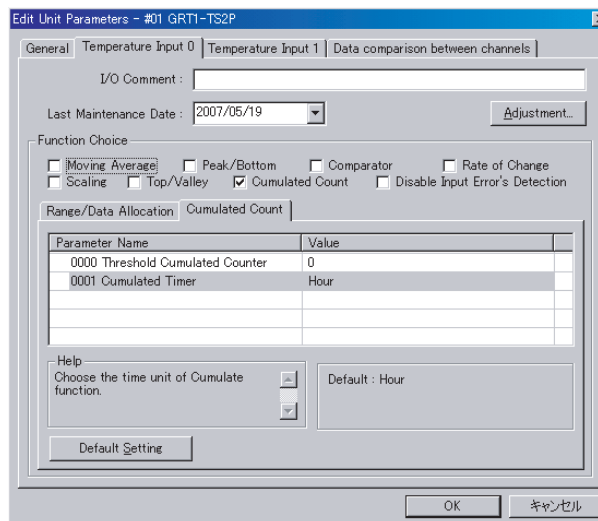 Edit Unit Parameters - #01 GRT1-TS2P
General Temperature Input 0 Temperature Input 1 Data comparison between channels
I/O Comment :
Last Maintenance Date : 2007/05/19 Adjustment...
Function Choice
Moving Average Peak/Bottom Comparator Rate of Change
Scaling Top/Valley Cumulated Count Disable Input Error's Detection
Range/Data Allocation Cumulated Count
Parameter Name Value
0000 Threshold Cumulated Counter 0
0001 Cumulated Timer Hour
Help
Choose the time unit of Cumulate
function.
Default : Hour
Default Setting
OK キャンセル